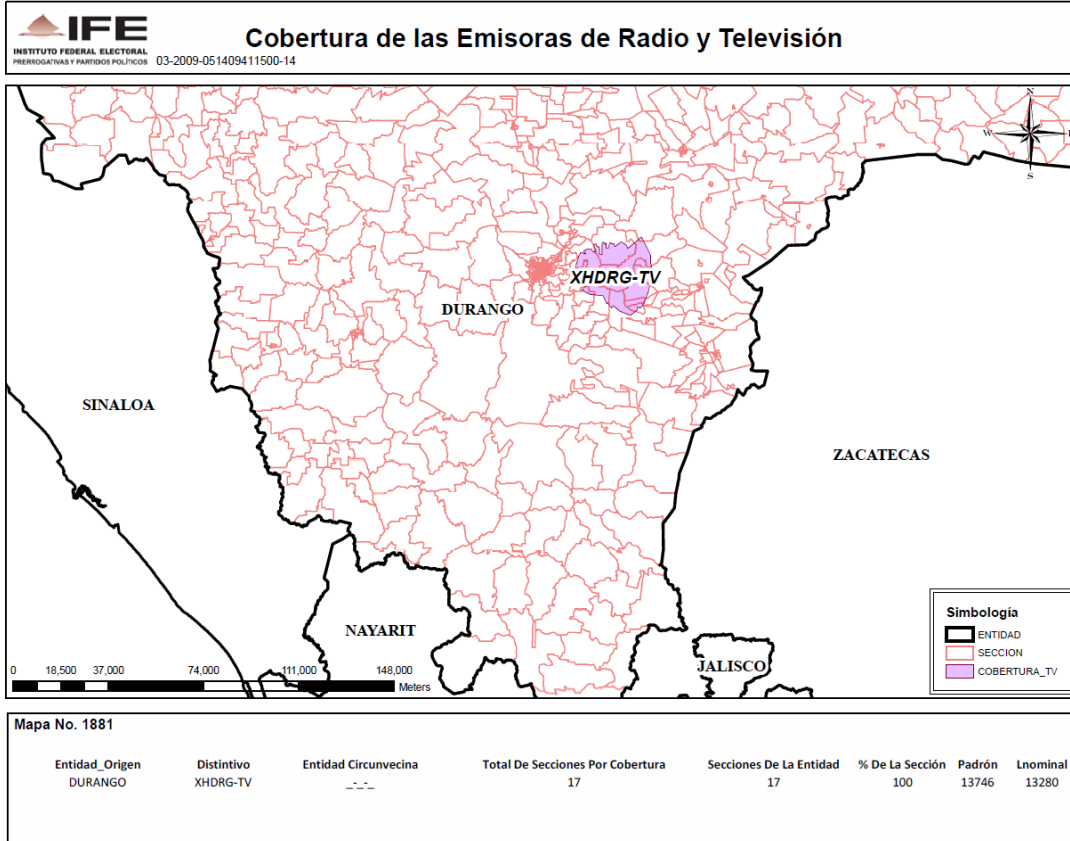 IFE
INSTITUTO FEDERAL ELECTORAL
PRERROGATIVAS Y PARTIDOS POLÍTICOS
03-2009-051409411500-14
Cobertura de las Emisoras de Radio y Televisión
N
W
E
S
XHDRG-TV
DURANGO
SINALOA
ZACATECAS
NAYARIT
JALISCO
Simbología
ENTIDAD
SECCION
COBERTURA_TV
0 18,500 37,000 74,000 111,000 148,000
Meters
Mapa No. 1881
Entidad_Origen Distintivo Entidad Circunvecina Total De Secciones Por Cobertura Secciones De La Entidad % De La Sección Padrón Lnominal
DURANGO XHDRG-TV _-_-_ 17 17 100 13746 13280